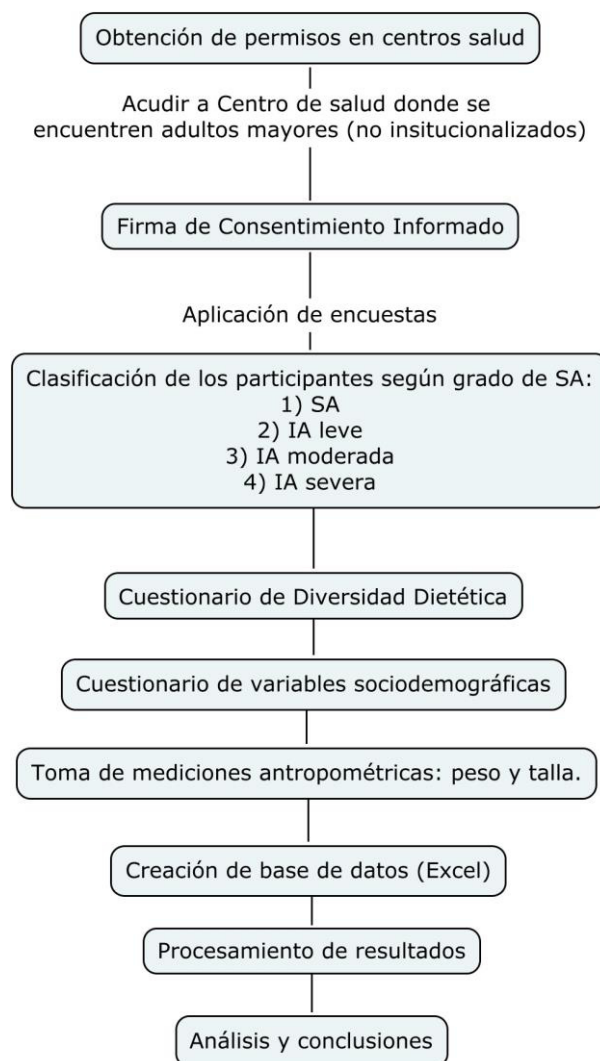 Obtención de permisos en centros salud
Acudir a Centro de salud donde se
encuentren adultos mayores (no insitucionalizados)
Firma de Consentimiento Informado
Aplicación de encuestas
Clasificación de los participantes según grado de SA:
1) SA
2) IA leve
3) IA moderada
4) IA severa
Cuestionario de Diversidad Dietética
Cuestionario de variables sociodemográficas
Toma de mediciones antropométricas: peso y talla.
Creación de base de datos (Excel)
Procesamiento de resultados
Análisis y conclusiones